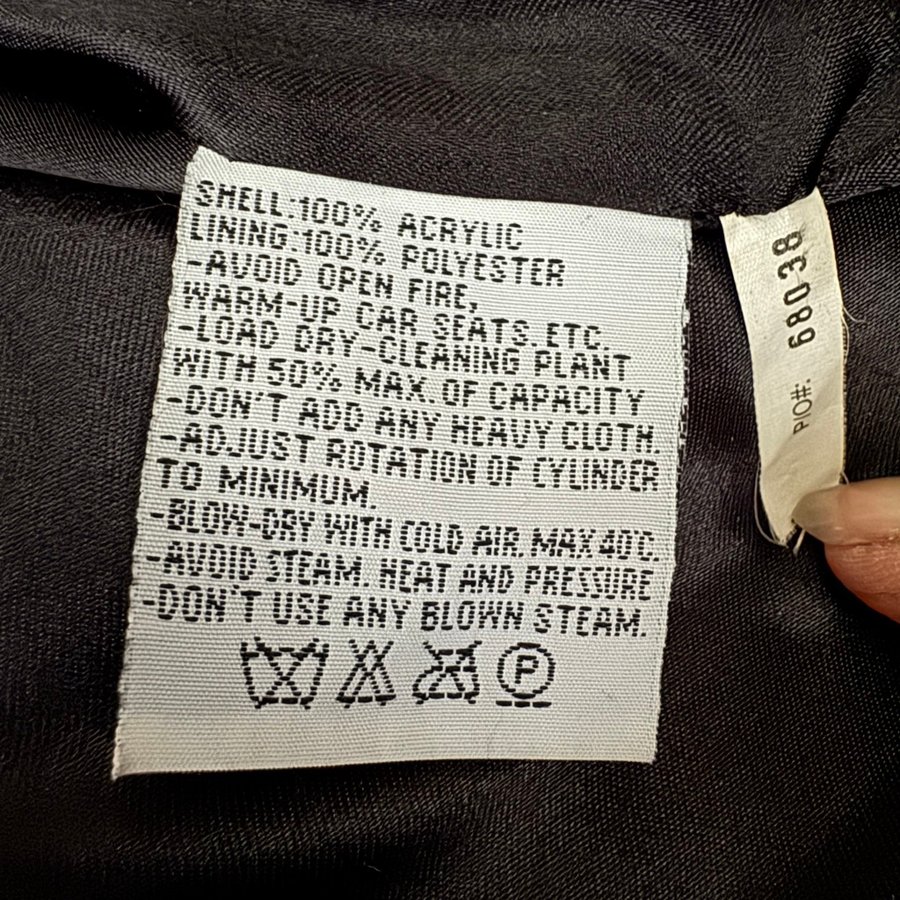 SHELL:100% ACRYLIC
LINING:100% POLYESTER
-AVOID OPEN FIRE,
WARM-UP CAR SEATS.ETC.
-LOAD DRY-CLEANING PLANT
WITH 50% MAX. OF CAPACITY
-DON'T ADD ANY HEAVY CLOTH.
-ADJUST ROTATION OF CYLINDER
TO MINIMUM.
-BLOW-DRY WITH COLD AIR. MAX 40°C.
-AVOID STEAM. HEAT AND PRESSURE
-DON'T USE ANY BLOWN STEAM.
P
P/O#: 68038